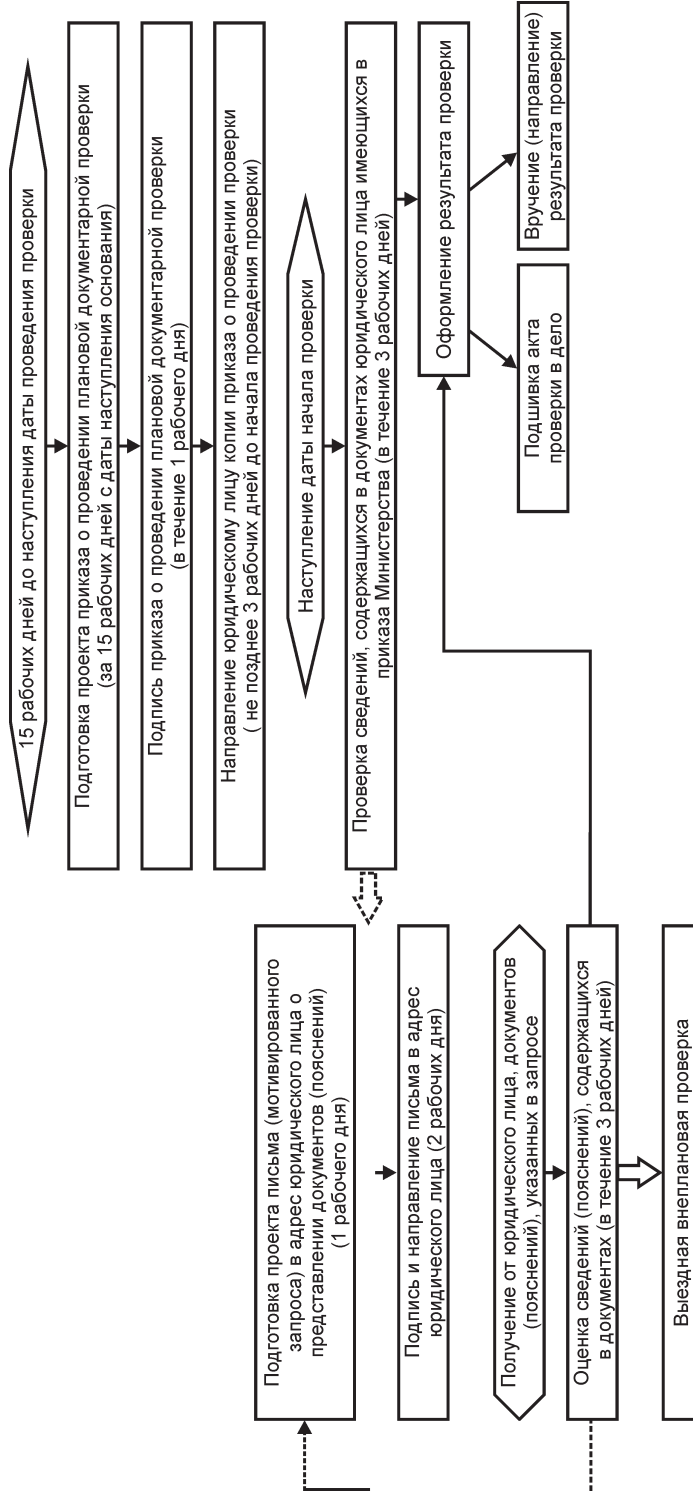 15 рабочих дней до наступления даты проведения проверки
Подготовка проекта приказа о проведении плановой документарной проверки
(за 15 рабочих дней с даты наступления основания)
Подпись приказа о проведении плановой документарной проверки
(в течение 1 рабочего дня)
Направление юридическому лицу копии приказа о проведении проверки
( не позднее 3 рабочих дней до начала проведения проверки)
Наступление даты начала проверки
Проверка сведений, содержащихся в документах юридического лица имеющихся в
приказа Министерства (в течение 3 рабочих дней)
Оформление результата проверки
Подшивка акта
проверки в дело
Вручение (направление)
результата проверки
Подготовка проекта письма (мотивированного
запроса) в адрес юридического лица о
представлении документов (пояснений)
(1 рабочего дня)
Подпись и направление письма в адрес
юридического лица (2 рабочих дня)
Получение от юридического лица, документов
(пояснений), указанных в запросе
Оценка сведений (пояснений), содержащихся
в документах (в течение 3 рабочих дней)
Выездная внеплановая проверка